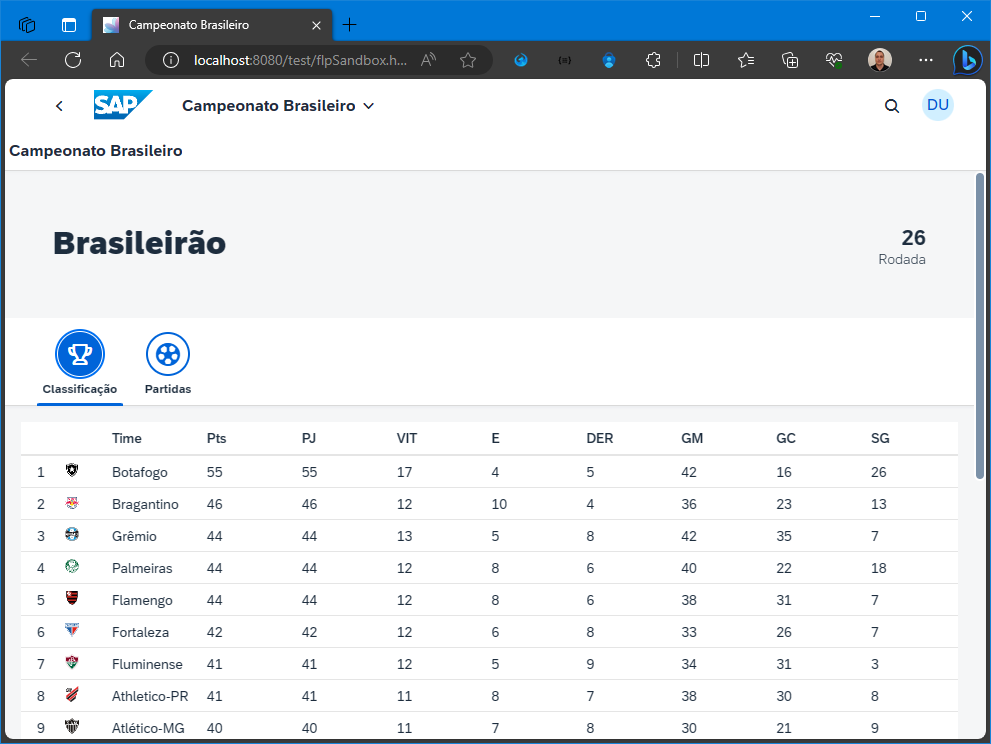 Campeonato Brasileiro
localhost:8080/test/flpSandbox.h...
SAP Campeonato Brasileiro DU
Campeonato Brasileiro
Brasileirão 26
Rodada
Classificação Partidas
Time Pts PJ VIT E DER GM GC SG
1 Botafogo 55 55 17 4 5 42 16 26
2 Bragantino 46 46 12 10 4 36 23 13
3 Grêmio 44 44 13 5 8 42 35 7
4 Palmeiras 44 44 12 8 6 40 22 18
5 Flamengo 44 44 12 8 6 38 31 7
6 Fortaleza 42 42 12 6 8 33 26 7
7 Fluminense 41 41 12 5 9 34 31 3
8 Athletico-PR 41 41 11 8 7 38 30 8
9 Atlético-MG 40 40 11 7 8 30 21 9